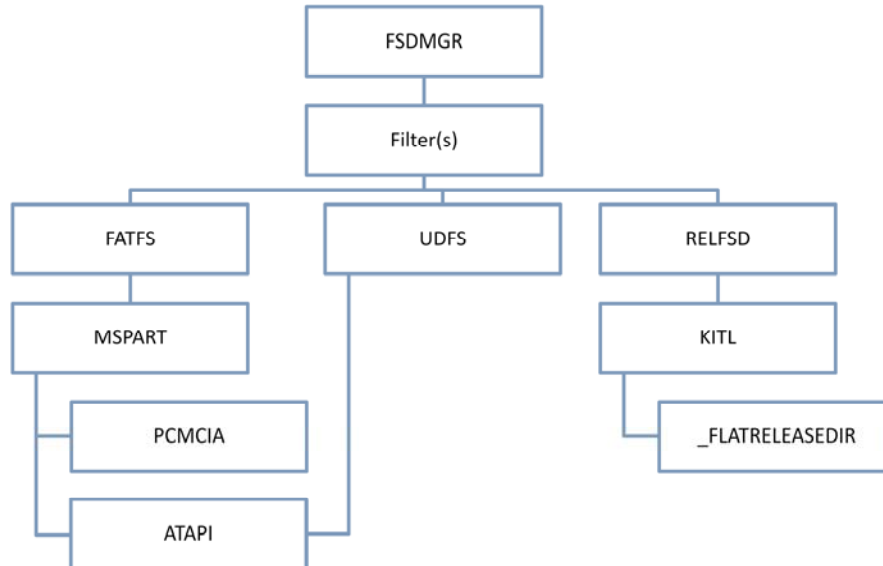 FSDMGR
Filter(s)
FATFS
UDFS
RELFSD
MSPART
KITL
PCMCIA
_FLATRELEASEDIR
ATAPI